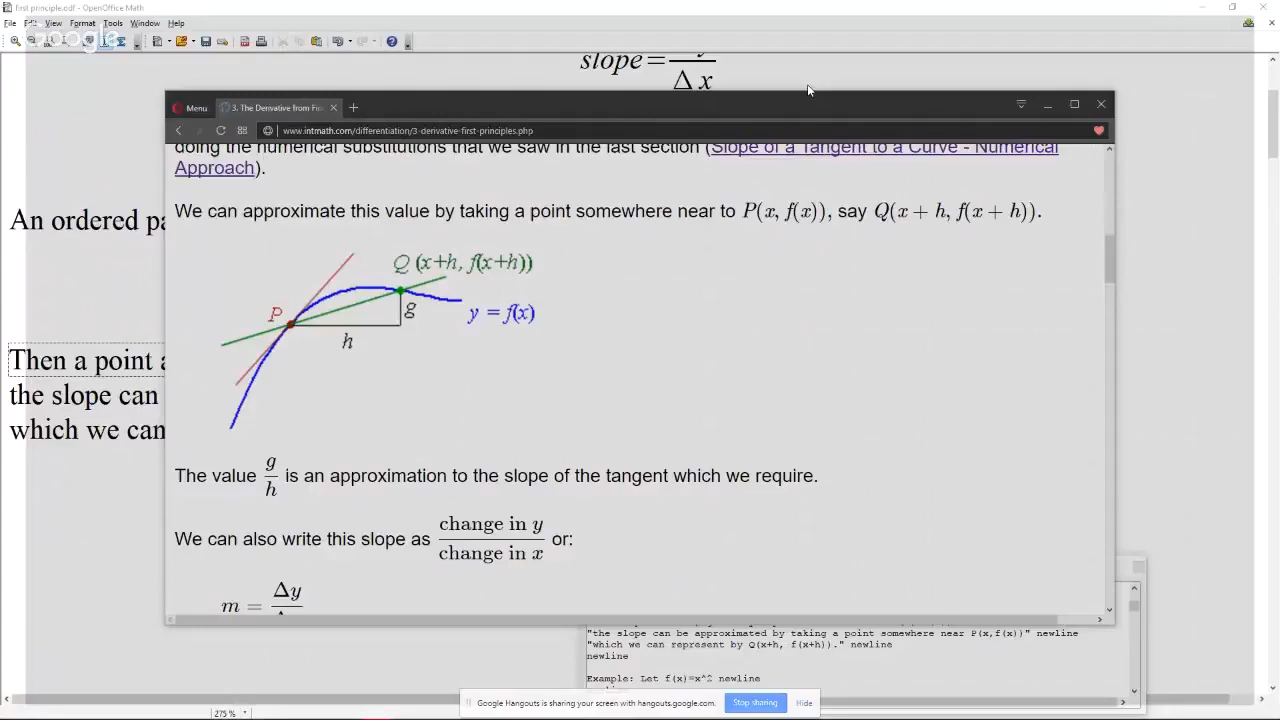 first principle.odf - OpenOffice Math
File Edit View Format Tools Window Help
Google
slope=
Δ x
Menu
3. The Derivative from Firs
www.intmath.com/differentiation/3-derivative-first-principles.php
doing the numerical substitutions that we saw in the last section (Slope of a Tangent to a Curve - Numerical
Approach).
We can approximate this value by taking a point somewhere near to P(x, f(x)), say Q(x + h, f(x + h)).
An ordered pa
Q (x+h, f(x+h))
P
g
y = f(x)
h
Then a point a
the slope can
which we can
The value g/h is an approximation to the slope of the tangent which we require.
We can also write this slope as change in y/change in x or:
m = Δy
"the slope can be approximated by taking a point somewhere near P(x,f(x))" newline
"which we can represent by Q(x+h, f(x+h))." newline
newline
Example: Let f(x)=x^2 newline
Google Hangouts is sharing your screen with hangouts.google.com.
Stop sharing
Hide
275 %